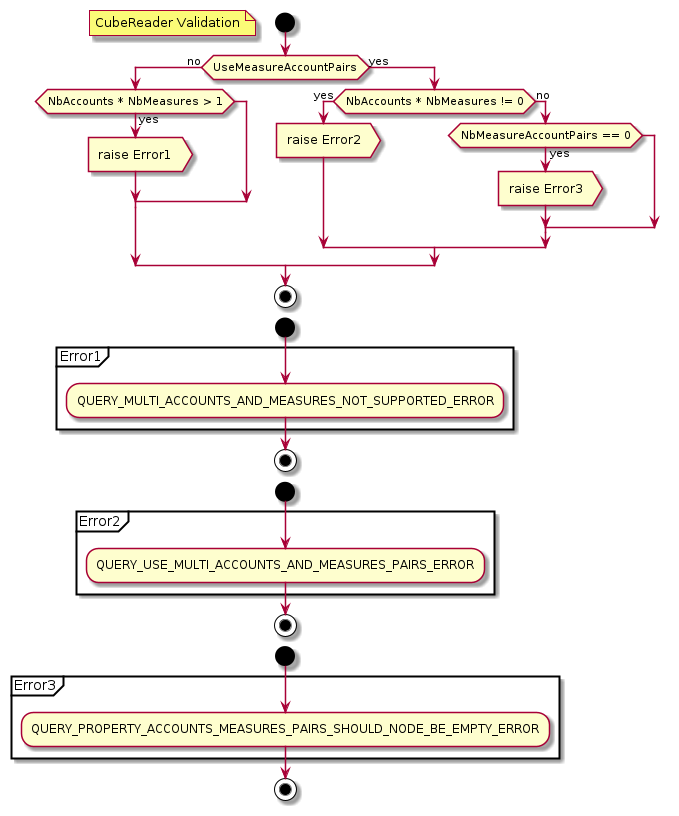 CubeReader Validation
no
UseMeasureAccountPairs
yes
NbAccounts * NbMeasures > 1
yes
raise Error1
yes
NbAccounts * NbMeasures != 0
no
raise Error2
NbMeasureAccountPairs == 0
yes
raise Error3
Error1
QUERY_MULTI_ACCOUNTS_AND_MEASURES_NOT_SUPPORTED_ERROR
Error2
QUERY_USE_MULTI_ACCOUNTS_AND_MEASURES_PAIRS_ERROR
Error3
QUERY_PROPERTY_ACCOUNTS_MEASURES_PAIRS_SHOULD_NODE_BE_EMPTY_ERROR